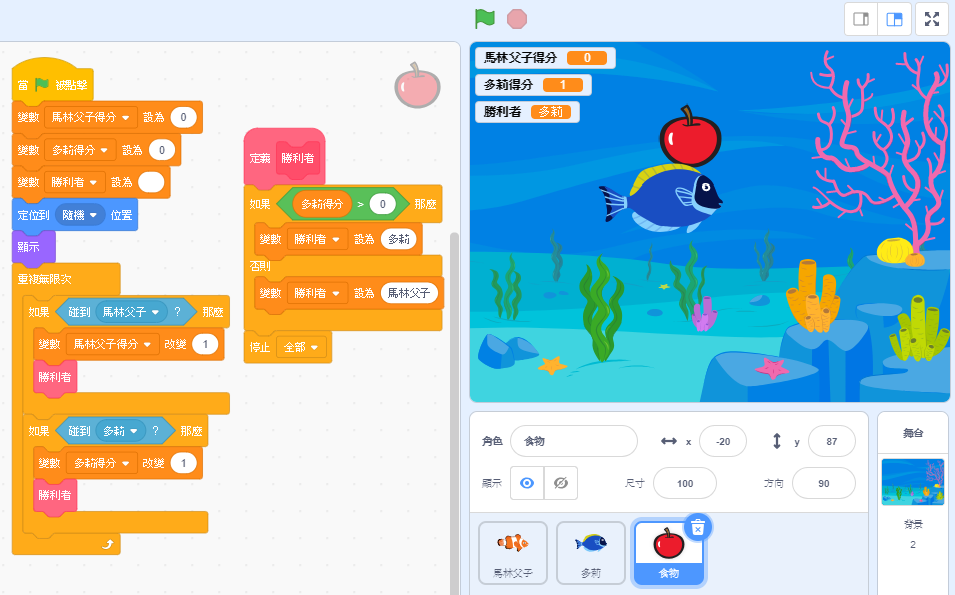 當 被點擊
變數 馬林父子得分 設為 0
變數 多莉得分 設為 0
變數 勝利者 設為
定位到 隨機 位置
顯示
重複無限次
如果 碰到 馬林父子 ? 那麼
變數 馬林父子得分 改變 1
勝利者
如果 碰到 多莉 ? 那麼
變數 多莉得分 改變 1
勝利者
定義 勝利者
如果 多莉得分 > 0 那麼
變數 勝利者 設為 多莉
否則
變數 勝利者 設為 馬林父子
停止 全部
馬林父子得分 0
多莉得分 1
勝利者 多莉
角色 食物 x -20 y 87
顯示 尺寸 100 方向 90
馬林父子
多莉
食物
舞台
背景
2